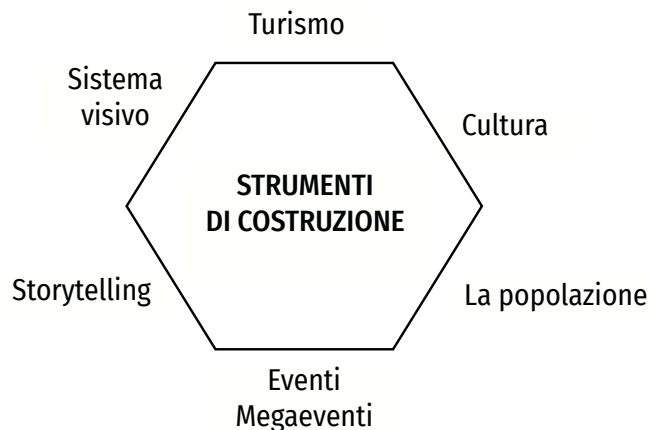 Turismo
Sistema
visivo
Cultura
STRUMENTI
DI COSTRUZIONE
Storytelling
La popolazione
Eventi
Megaeventi